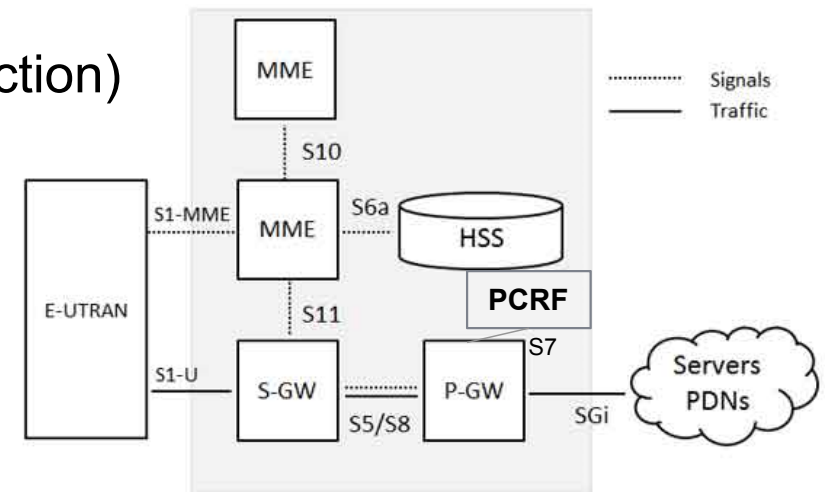 ction)
MME
Signals
Traffic
S10
S1-MME
MME
S6a
HSS
E-UTRAN
S11
PCRF
S7
S1-U
S-GW
S5/S8
P-GW
SGi
Servers
PDNs